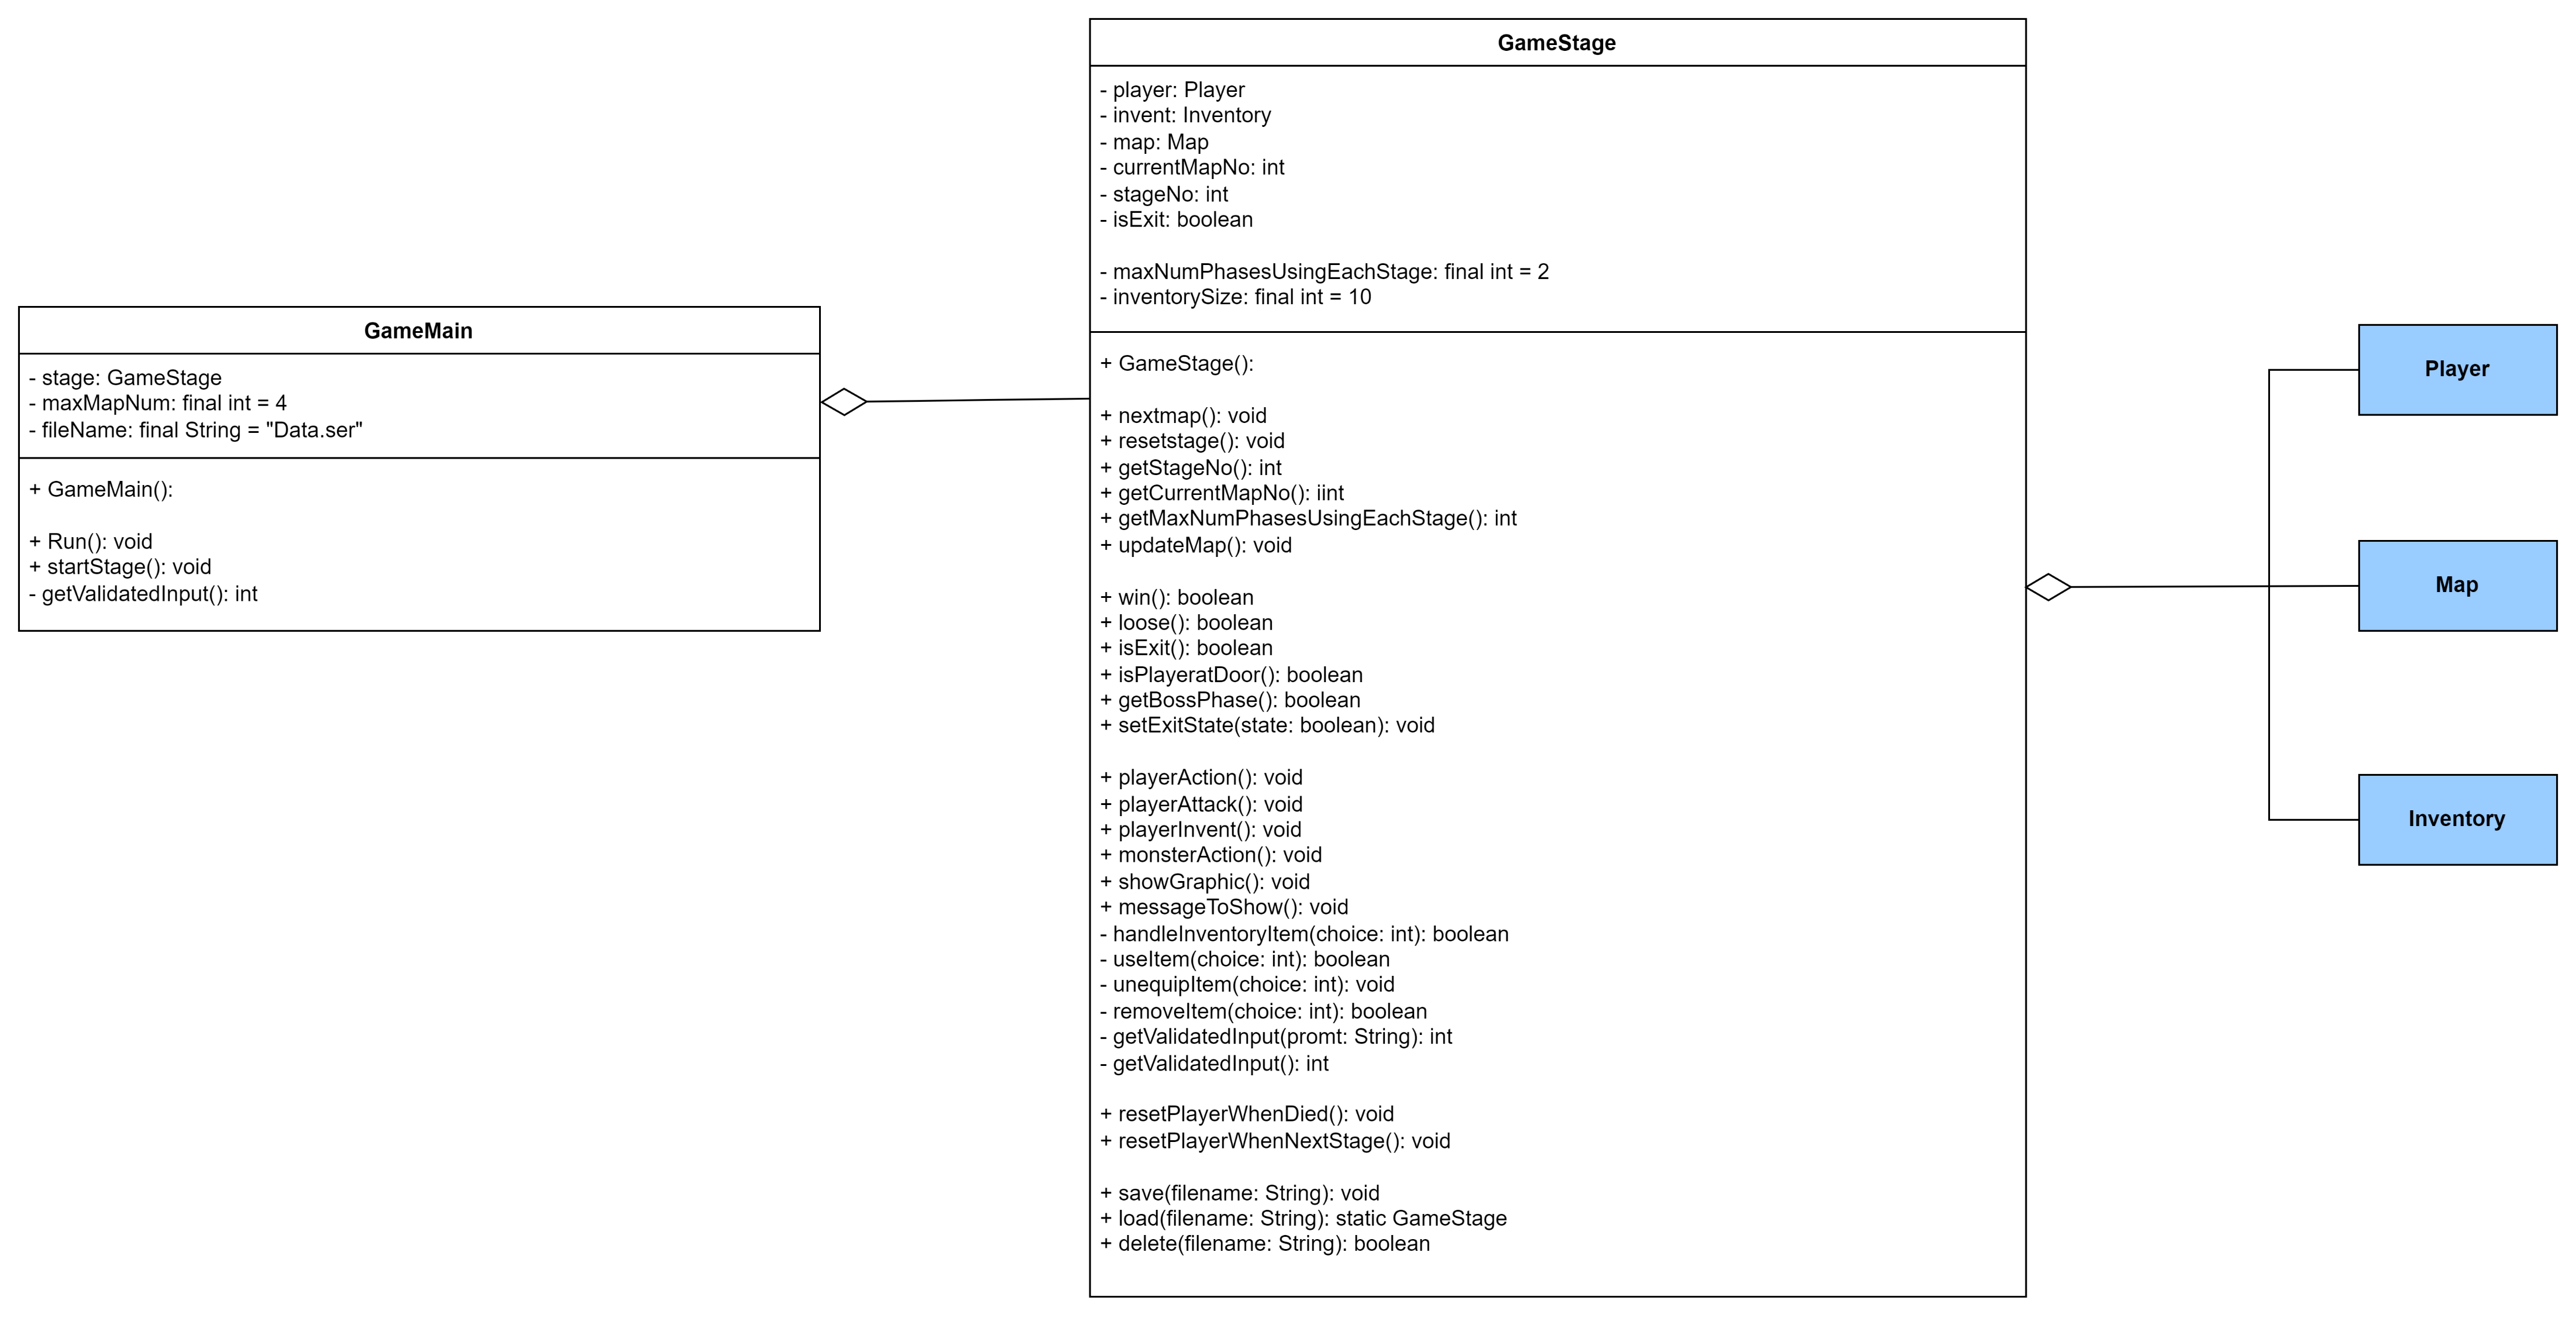 GameMain
- stage: GameStage
- maxMapNum: final int = 4
- fileName: final String = "Data.ser"
+ GameMain():
+ Run(): void
+ startStage(): void
- getValidatedInput(): int
GameStage
- player: Player
- invent: Inventory
- map: Map
- currentMapNo: int
- stageNo: int
- isExit: boolean
- maxNumPhasesUsingEachStage: final int = 2
- inventorySize: final int = 10
+ GameStage():
+ nextmap(): void
+ resetstage(): void
+ getStageNo(): int
+ getCurrentMapNo(): iint
+ getMaxNumPhasesUsingEachStage(): int
+ updateMap(): void
+ win(): boolean
+ loose(): boolean
+ isExit(): boolean
+ isPlayeratDoor(): boolean
+ getBossPhase(): boolean
+ setExitState(state: boolean): void
+ playerAction(): void
+ playerAttack(): void
+ playerInvent(): void
+ monsterAction(): void
+ showGraphic(): void
+ messageToShow(): void
- handleInventoryItem(choice: int): boolean
- useItem(choice: int): boolean
- unequipItem(choice: int): void
- removeItem(choice: int): boolean
- getValidatedInput(promt: String): int
- getValidatedInput(): int
+ resetPlayerWhenDied(): void
+ resetPlayerWhenNextStage(): void
+ save(filename: String): void
+ load(filename: String): static GameStage
+ delete(filename: String): boolean
Player
Map
Inventory